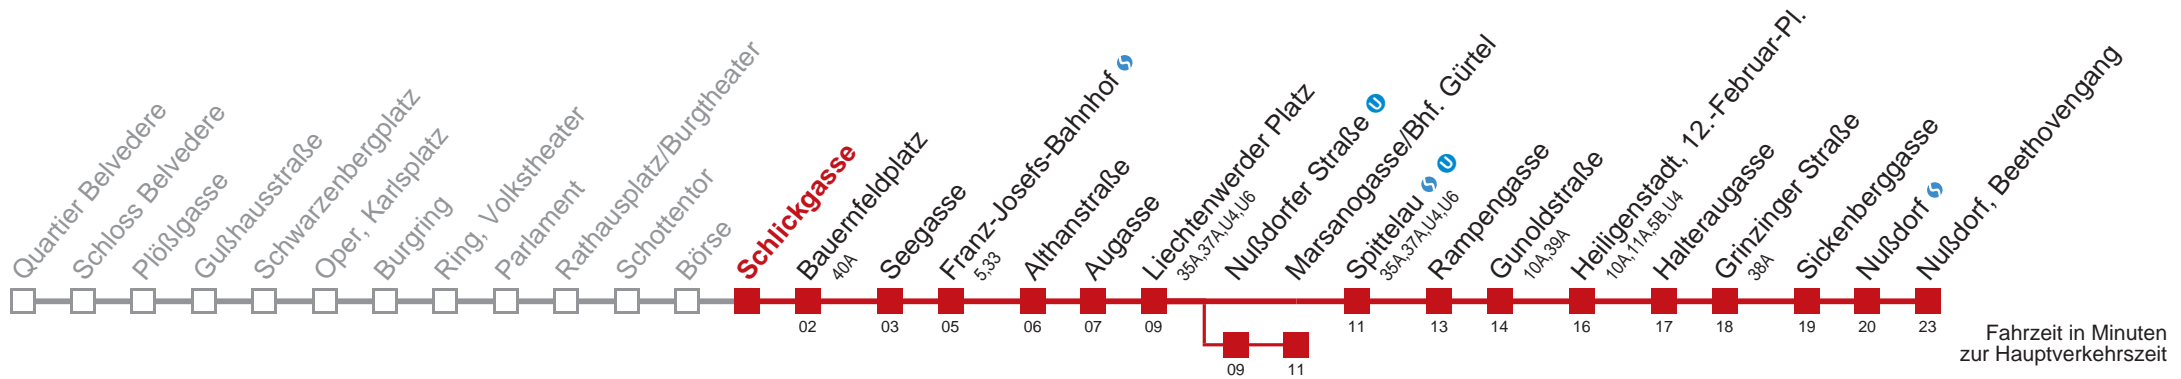 Quartier Belvedere
Schloss Belvedere
Plößlgasse
Gußhausstraße
Schwarzenbergplatz
Oper, Karlsplatz
Burgring
Ring, Volkstheater
Parlament
Rathausplatz/Burgtheater
Schottentor
Börse
Schlickgasse
Bauernfeldplatz
40A
Seegasse
Franz-Josefs-Bahnhof S
5,33
Althanstraße
Augasse
Liechtenwerder Platz
35A,37A,U4,U6
Nußdorfer Straße U
Marsanogasse/Bhf. Gürtel
Spittelau S U
35A,37A,U4,U6
Rampengasse
Gunoldstraße
10A,39A
Heiligenstadt, 12.-Februar-Pl.
10A,11A,5B,U4
Halteraugasse
Grinzinger Straße
38A
Sickenberggasse
Nußdorf S
Nußdorf, Beethovengang
02 03 05 06 07 09 11 13 14 16 17 18 19 20 23
09 11
Fahrzeit in Minuten
zur Hauptverkehrszeit